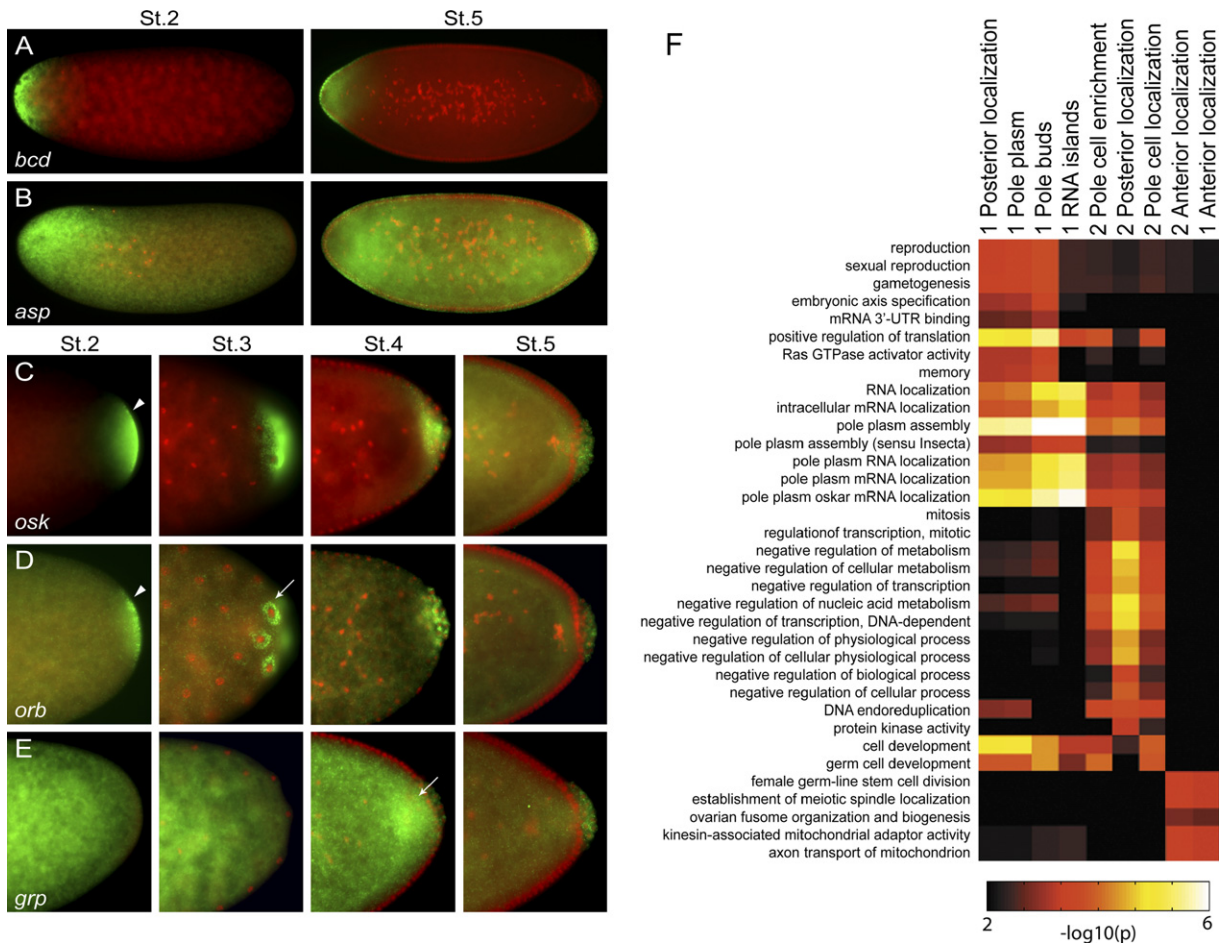 St.2
St.5
A
bcd
B
asp
St.2
St.3
St.4
St.5
C
osk
D
orb
E
grp
F
1 Posterior localization
1 Pole plasm
1 Pole buds
1 RNA islands
2 Pole cell enrichment
2 Posterior localization
2 Pole cell localization
2 Anterior localization
1 Anterior localization
reproduction
sexual reproduction
gametogenesis
embryonic axis specification
mRNA 3'-UTR binding
positive regulation of translation
Ras GTPase activator activity
memory
RNA localization
intracellular mRNA localization
pole plasm assembly
pole plasm assembly (sensu Insecta)
pole plasm RNA localization
pole plasm mRNA localization
pole plasm oskar mRNA localization
mitosis
regulationof transcription, mitotic
negative regulation of metabolism
negative regulation of cellular metabolism
negative regulation of transcription
negative regulation of nucleic acid metabolism
negative regulation of transcription, DNA-dependent
negative regulation of physiological process
negative regulation of cellular physiological process
negative regulation of biological process
negative regulation of cellular process
DNA endoreduplication
protein kinase activity
cell development
germ cell development
female germ-line stem cell division
establishment of meiotic spindle localization
ovarian fusome organization and biogenesis
kinesin-associated mitochondrial adaptor activity
axon transport of mitochondrion
2
6
-log10(p)